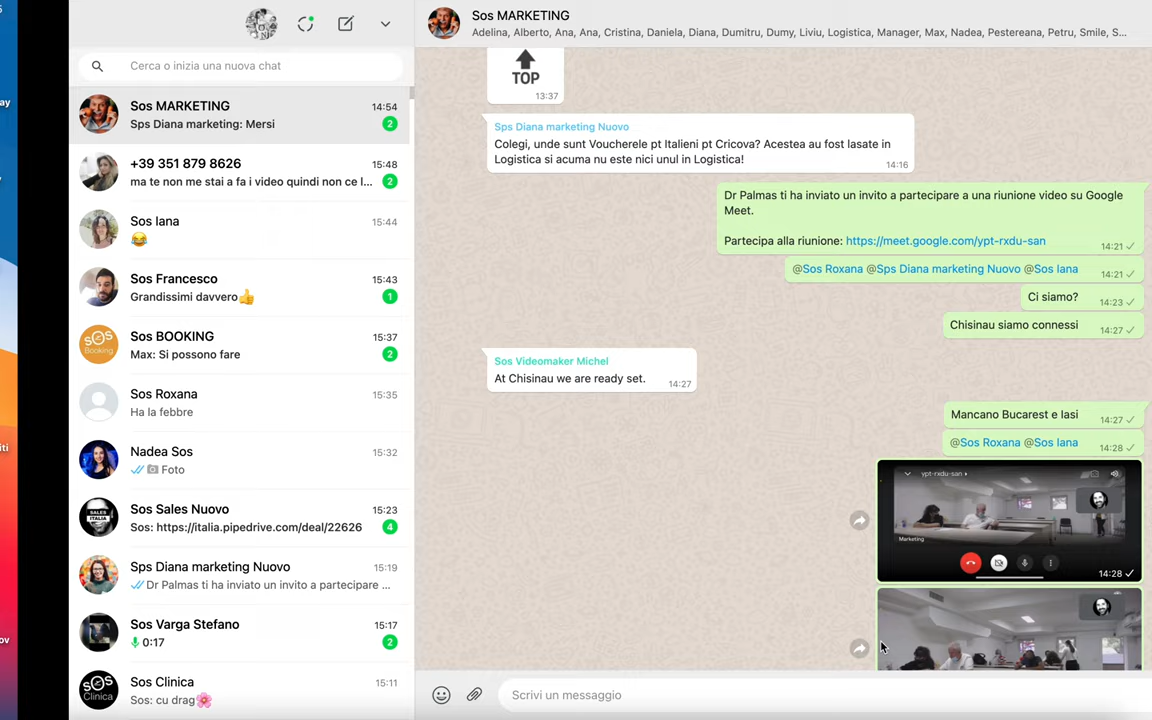 5
ay
iti
ov
Cerca o inizia una nuova chat
Sos MARKETING
14:54
Sps Diana marketing: Mersi
2
+39 351 879 8626
15:48
ma te non me stai a fa i video quindi non ce l...
2
Sos Iana
15:44
😂
Sos Francesco
15:43
Grandissimi davvero👍
1
SOS
Booking
Sos BOOKING
15:37
Max: Si possono fare
2
Sos Roxana
15:35
Ha la febbre
Nadea Sos
15:32
Foto
SALES
ITALIA
Sos Sales Nuovo
15:23
Sos: https://italia.pipedrive.com/deal/22626
4
Sps Diana marketing Nuovo
15:19
Dr Palmas ti ha inviato un invito a partecipare ...
Sos Varga Stefano
15:17
0:17
2
SOS
Clinica
Sos Clinica
15:11
Sos: cu drag🌸
Sos MARKETING
Adelina, Alberto, Ana, Ana, Cristina, Daniela, Diana, Dumitru, Dumy, Liviu, Logistica, Manager, Max, Nadea, Pestereana, Petru, Smile, S...
TOP
13:37
Sps Diana marketing Nuovo
Colegi, unde sunt Voucherele pt Italieni pt Cricova? Acestea au fost lasate in
Logistica si acuma nu este nici unul in Logistica!
14:16
Dr Palmas ti ha inviato un invito a partecipare a una riunione video su Google
Meet.
Partecipa alla riunione: https://meet.google.com/ypt-rxdu-san
14:21
@Sos Roxana @Sps Diana marketing Nuovo @Sos Iana
14:21
Ci siamo?
14:23
Chisinau siamo connessi
14:27
Sos Videomaker Michel
At Chisinau we are ready set.
14:27
Mancano Bucarest e Iasi
14:27
@Sos Roxana @Sos Iana
14:28
ypt-rxdu-san
Marketing
14:28
Scrivi un messaggio